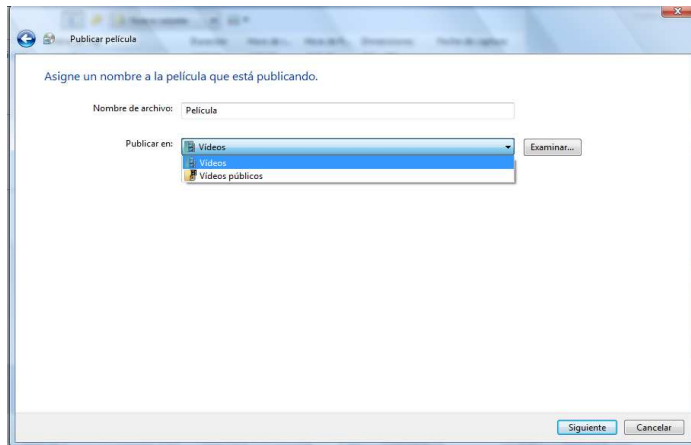 Publicar película
Asigne un nombre a la película que está publicando.
Nombre de archivo: Película
Publicar en: Vídeos Examinar...
Vídeos
Vídeos públicos
Siguiente Cancelar